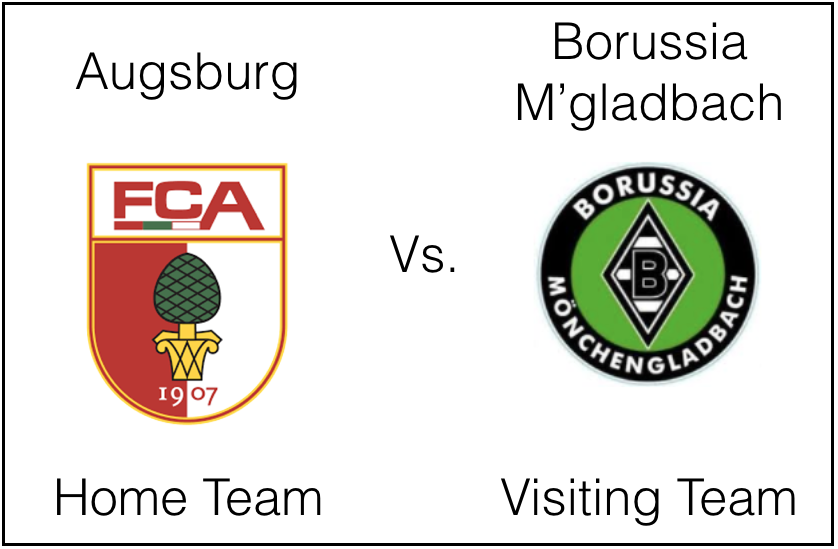 Augsburg
Borussia
M'gladbach
FCA
1907
Vs.
BORUSSIA
B
MÖNCHENGLADBACH
Home Team
Visiting Team